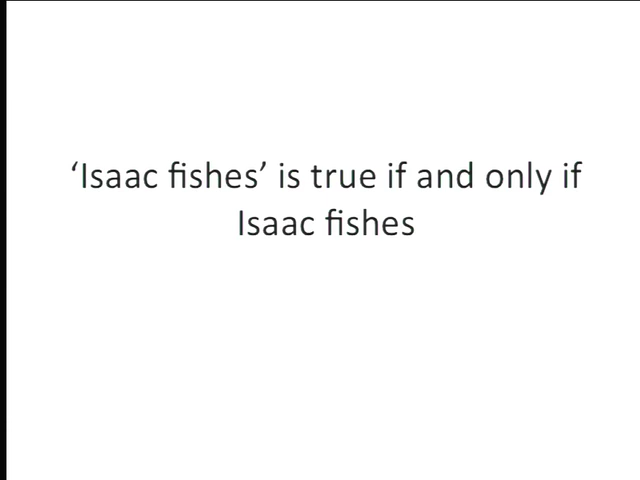 ‘Isaac fishes’ is true if and only if
Isaac fishes